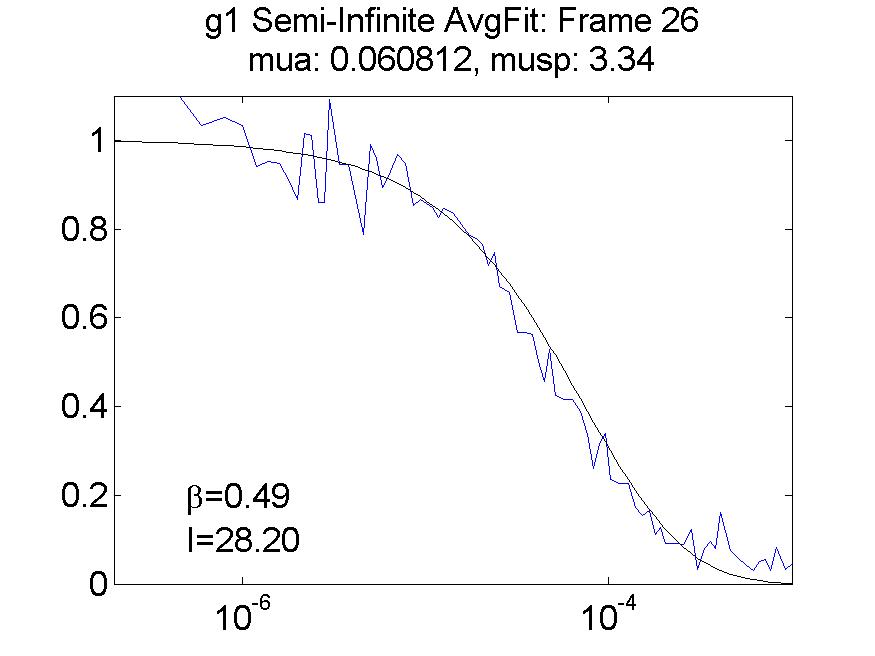 g1 Semi-Infinite AvgFit: Frame 26
mua: 0.060812, musp: 3.34
1
0.8
0.6
0.4
0.2
0
β=0.49
I=28.20
10^-6
10^-4